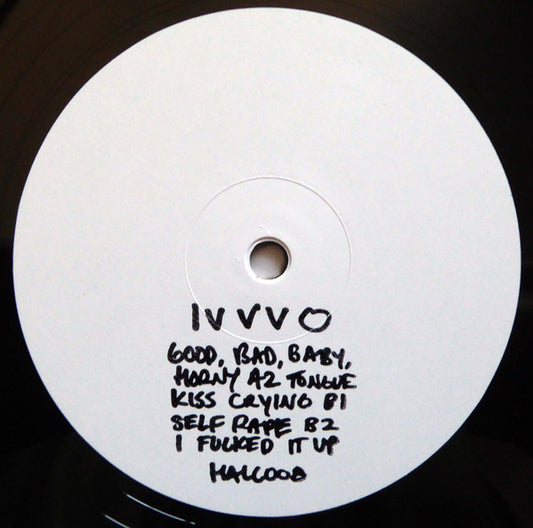 IVVVO
GOOD, BAD, BABY,
HORNY A2 TONGUE
KISS CRYING B1
SELF RAPE B2
I FUCKED IT UP
HALC008